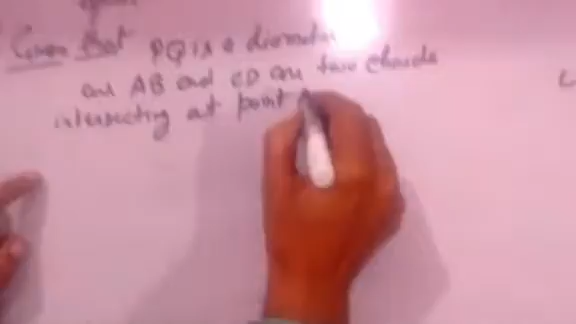 Given that PQ is a diameter
and AB and CD are two chords
intersecting at point